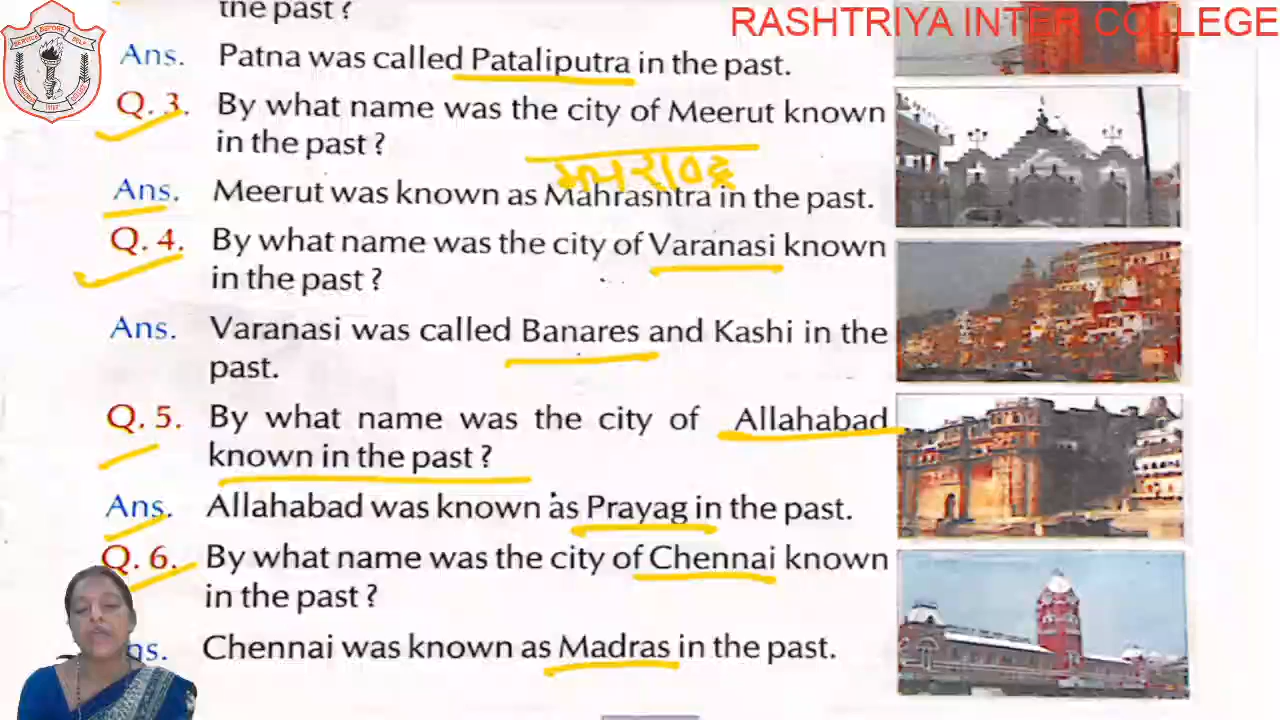 RASHTRIYA INTER COLLEGE
SERVICE BEFORE SELF
the past ?
Ans. Patna was called Pataliputra in the past.
Q. 3. By what name was the city of Meerut known
in the past ?
Ans. Meerut was known as Mahrashtra in the past.
Q. 4. By what name was the city of Varanasi known
in the past ?
Ans. Varanasi was called Banares and Kashi in the
past.
Q. 5. By what name was the city of Allahabad
known in the past ?
Ans. Allahabad was known as Prayag in the past.
Q. 6. By what name was the city of Chennai known
in the past ?
Ans. Chennai was known as Madras in the past.